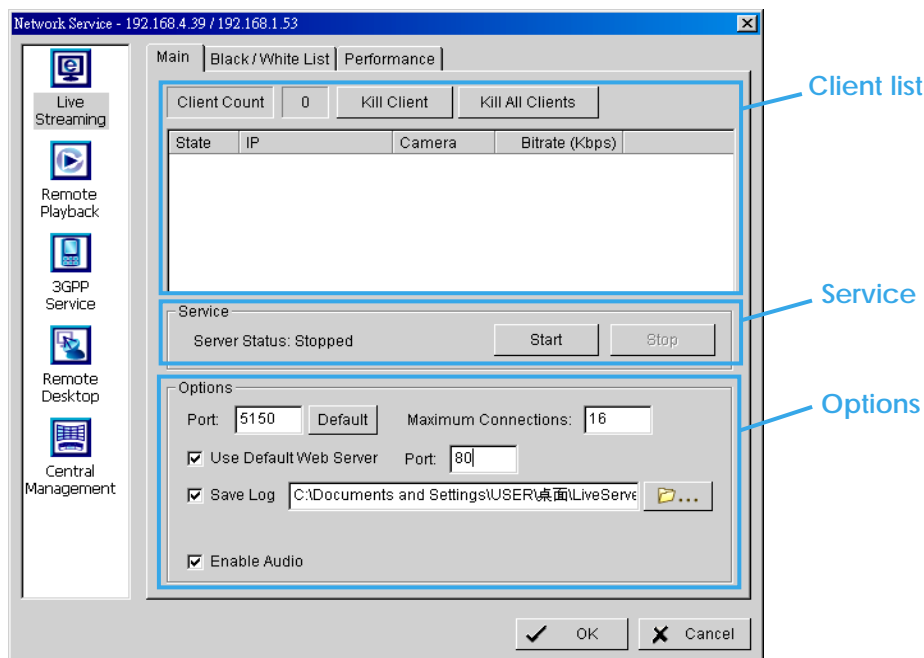 Network Service - 192.168.4.39 / 192.168.1.53
Live
Streaming
Remote
Playback
3GPP
Service
Remote
Desktop
Central
Management
Main
Black / White List
Performance
Client Count
0
Kill Client
Kill All Clients
State
IP
Camera
Bitrate (Kbps)
Service
Server Status: Stopped
Start
Stop
Options
Port:
5150
Default
Maximum Connections:
16
Use Default Web Server
Port:
80
Save Log
C:\Documents and Settings\USER\桌面\LiveServe
...
Enable Audio
OK
Cancel
Client list
Service
Options